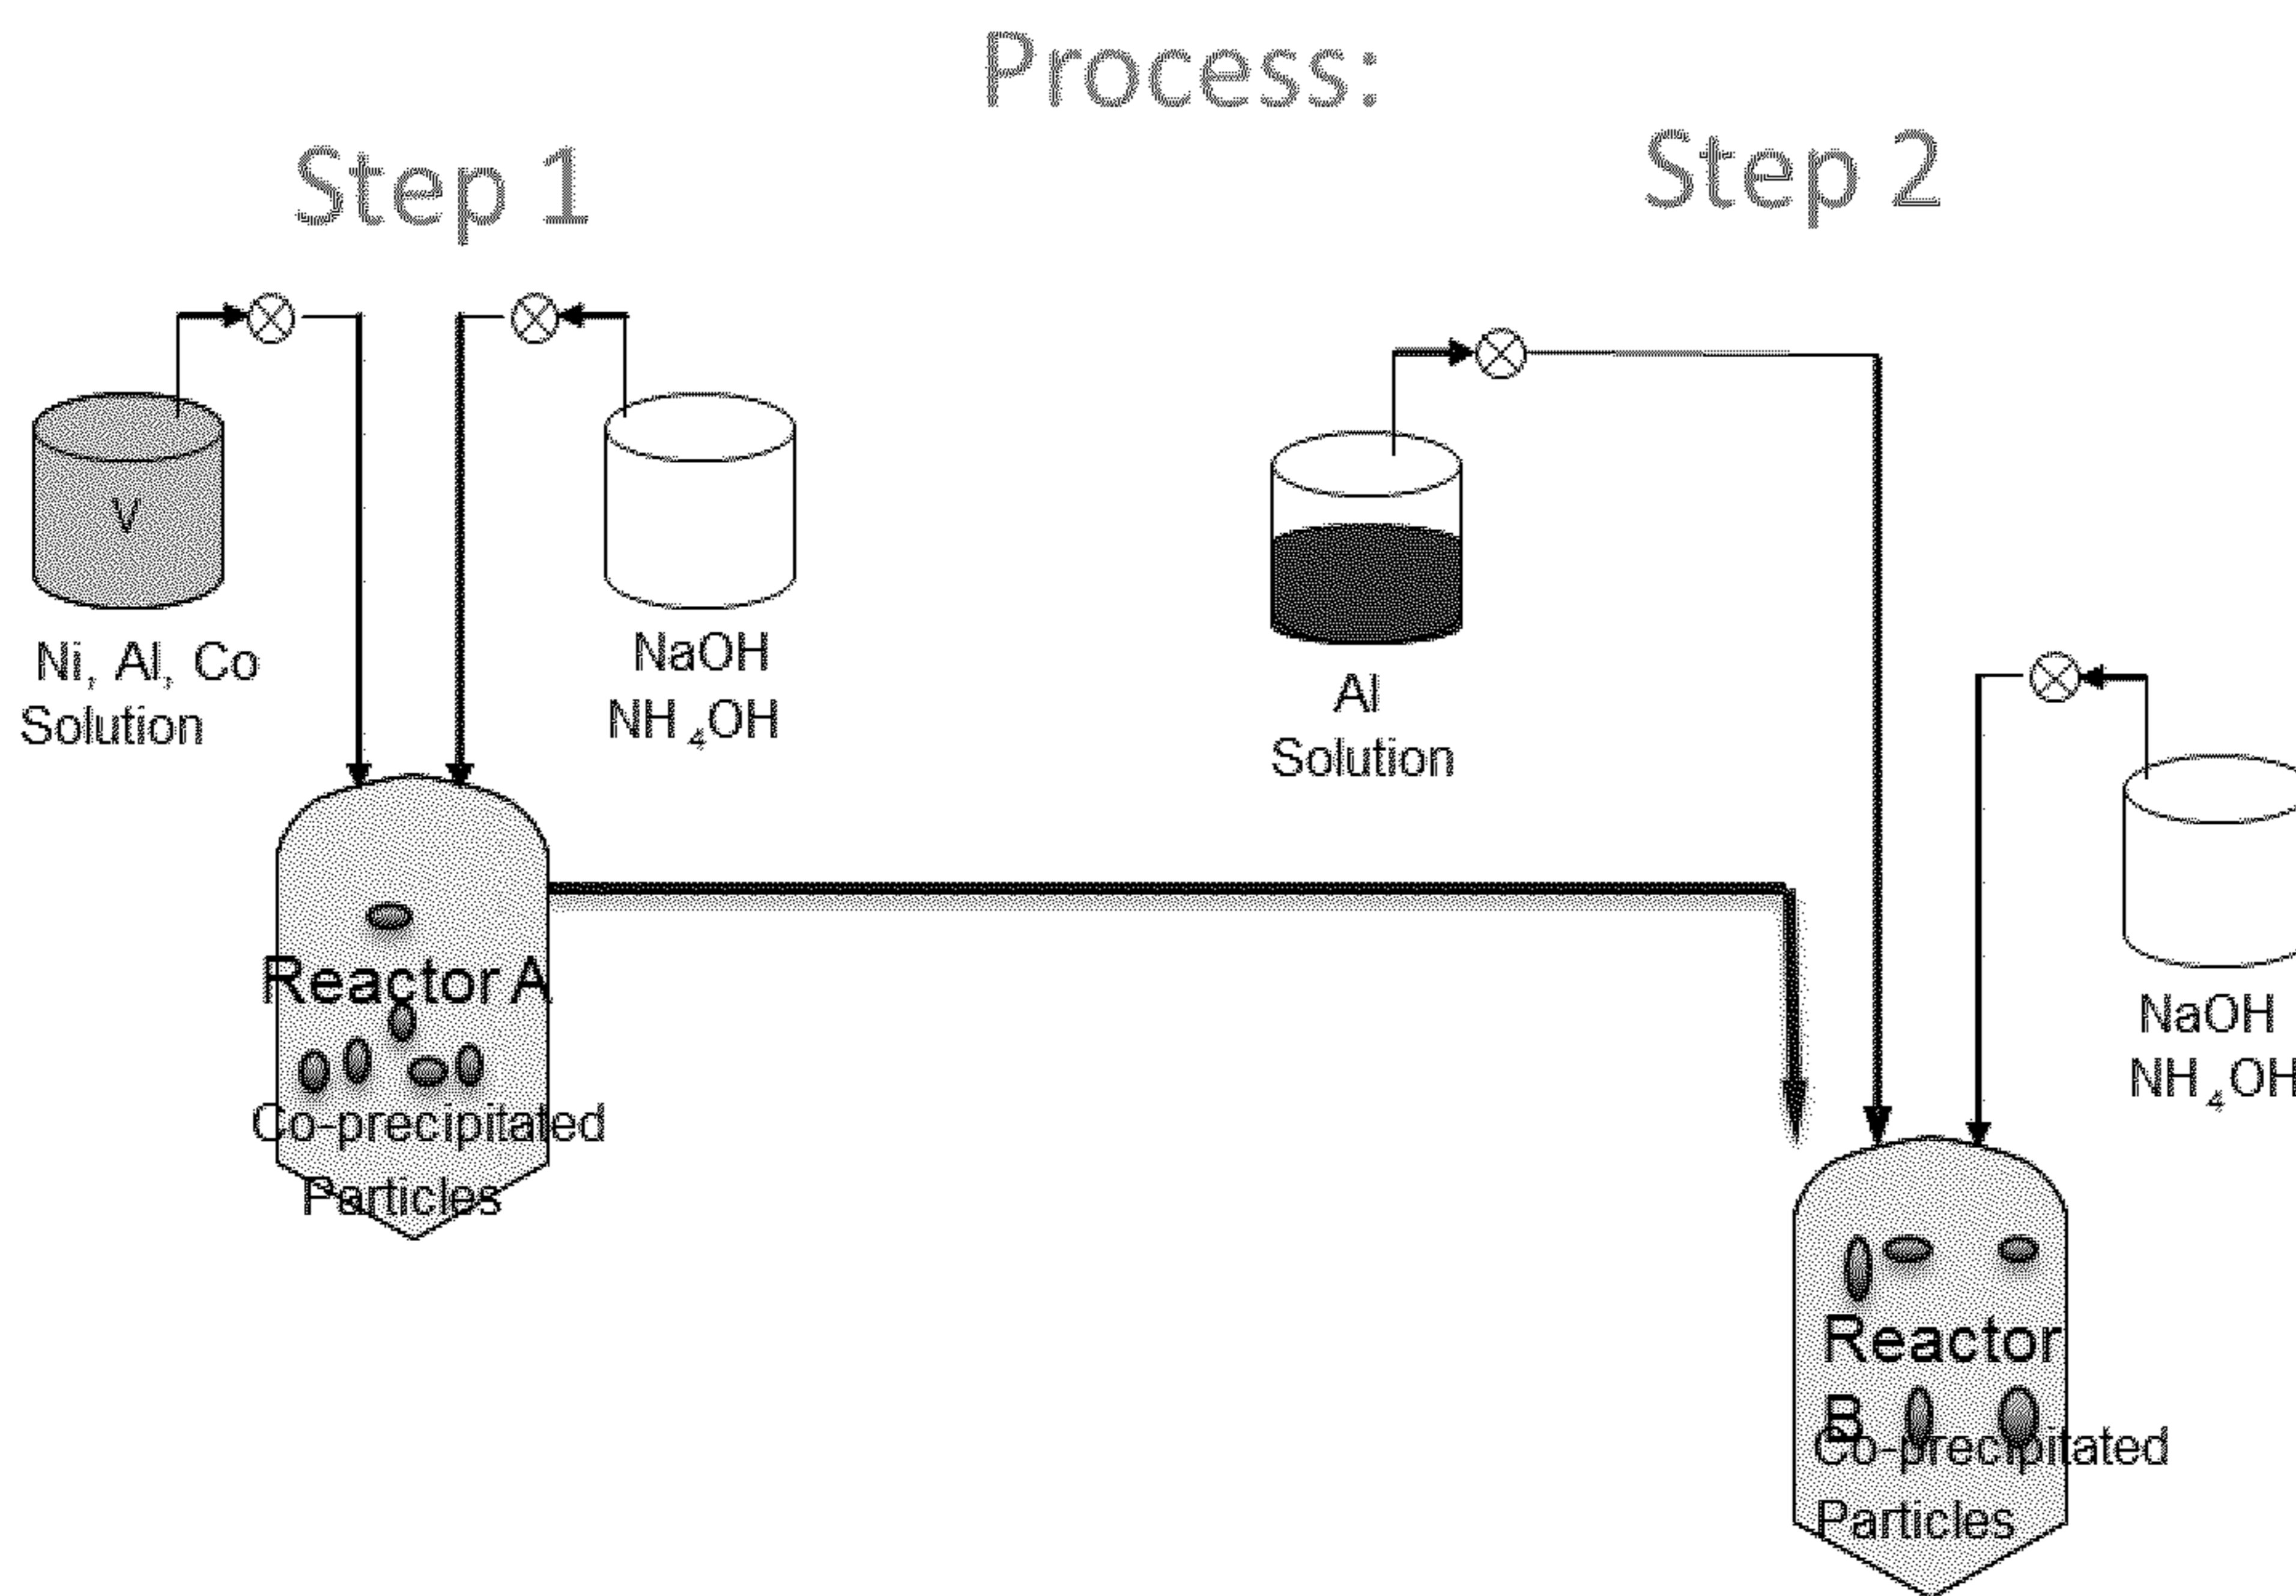 Process:
Step 1
Step 2
V
Ni, Al, Co
Solution
NaOH
NH₄OH
Al
Solution
NaOH
NH₄OH
Reactor A
Co-precipitated
Particles
Reactor
B
Co-precipitated
Particles